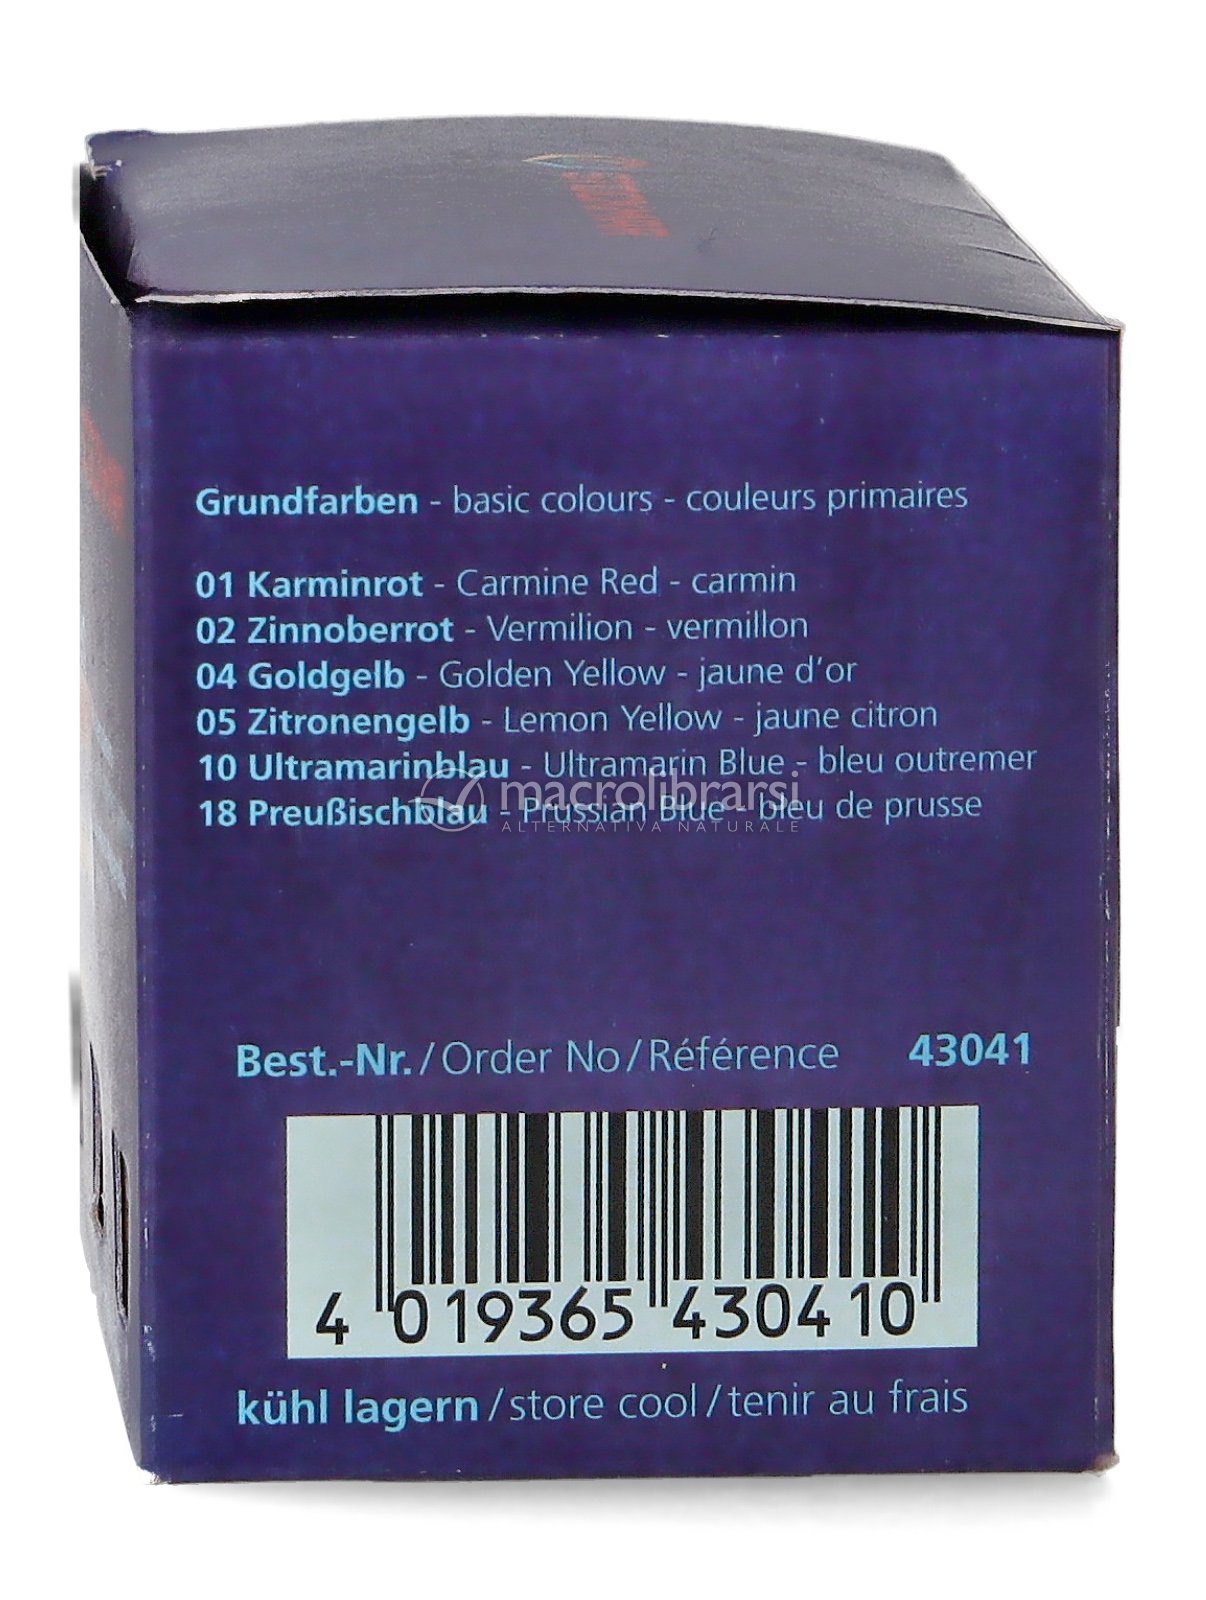 Grundfarben - basic colours - couleurs primaires
01 Karminrot - Carmine Red - carmin
02 Zinnoberrot - Vermilion - vermillon
04 Goldgelb - Golden Yellow - jaune d'or
05 Zitronengelb - Lemon Yellow - jaune citron
10 Ultramarinblau - Ultramarin Blue - bleu outremer
18 Preußischblau - Prussian Blue - bleu de prusse
macrolibrarsi
ALTERNATIVA NATURALE
Best.-Nr./Order No/Référence 43041
4 019365 430410
kühl lagern/store cool/tenir au frais